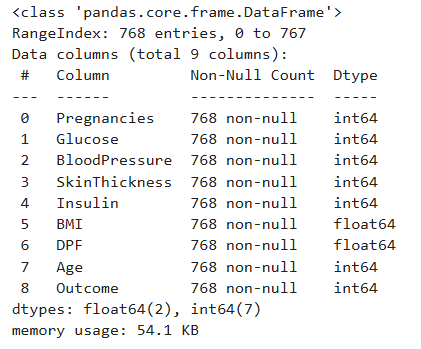 <class 'pandas.core.frame.DataFrame'>
RangeIndex: 768 entries, 0 to 767
Data columns (total 9 columns):
 #   Column         Non-Null Count  Dtype
---  ------         --------------  -----
 0   Pregnancies    768 non-null    int64
 1   Glucose        768 non-null    int64
 2   BloodPressure  768 non-null    int64
 3   SkinThickness  768 non-null    int64
 4   Insulin        768 non-null    int64
 5   BMI            768 non-null    float64
 6   DPF            768 non-null    float64
 7   Age            768 non-null    int64
 8   Outcome        768 non-null    int64
dtypes: float64(2), int64(7)
memory usage: 54.1 KB